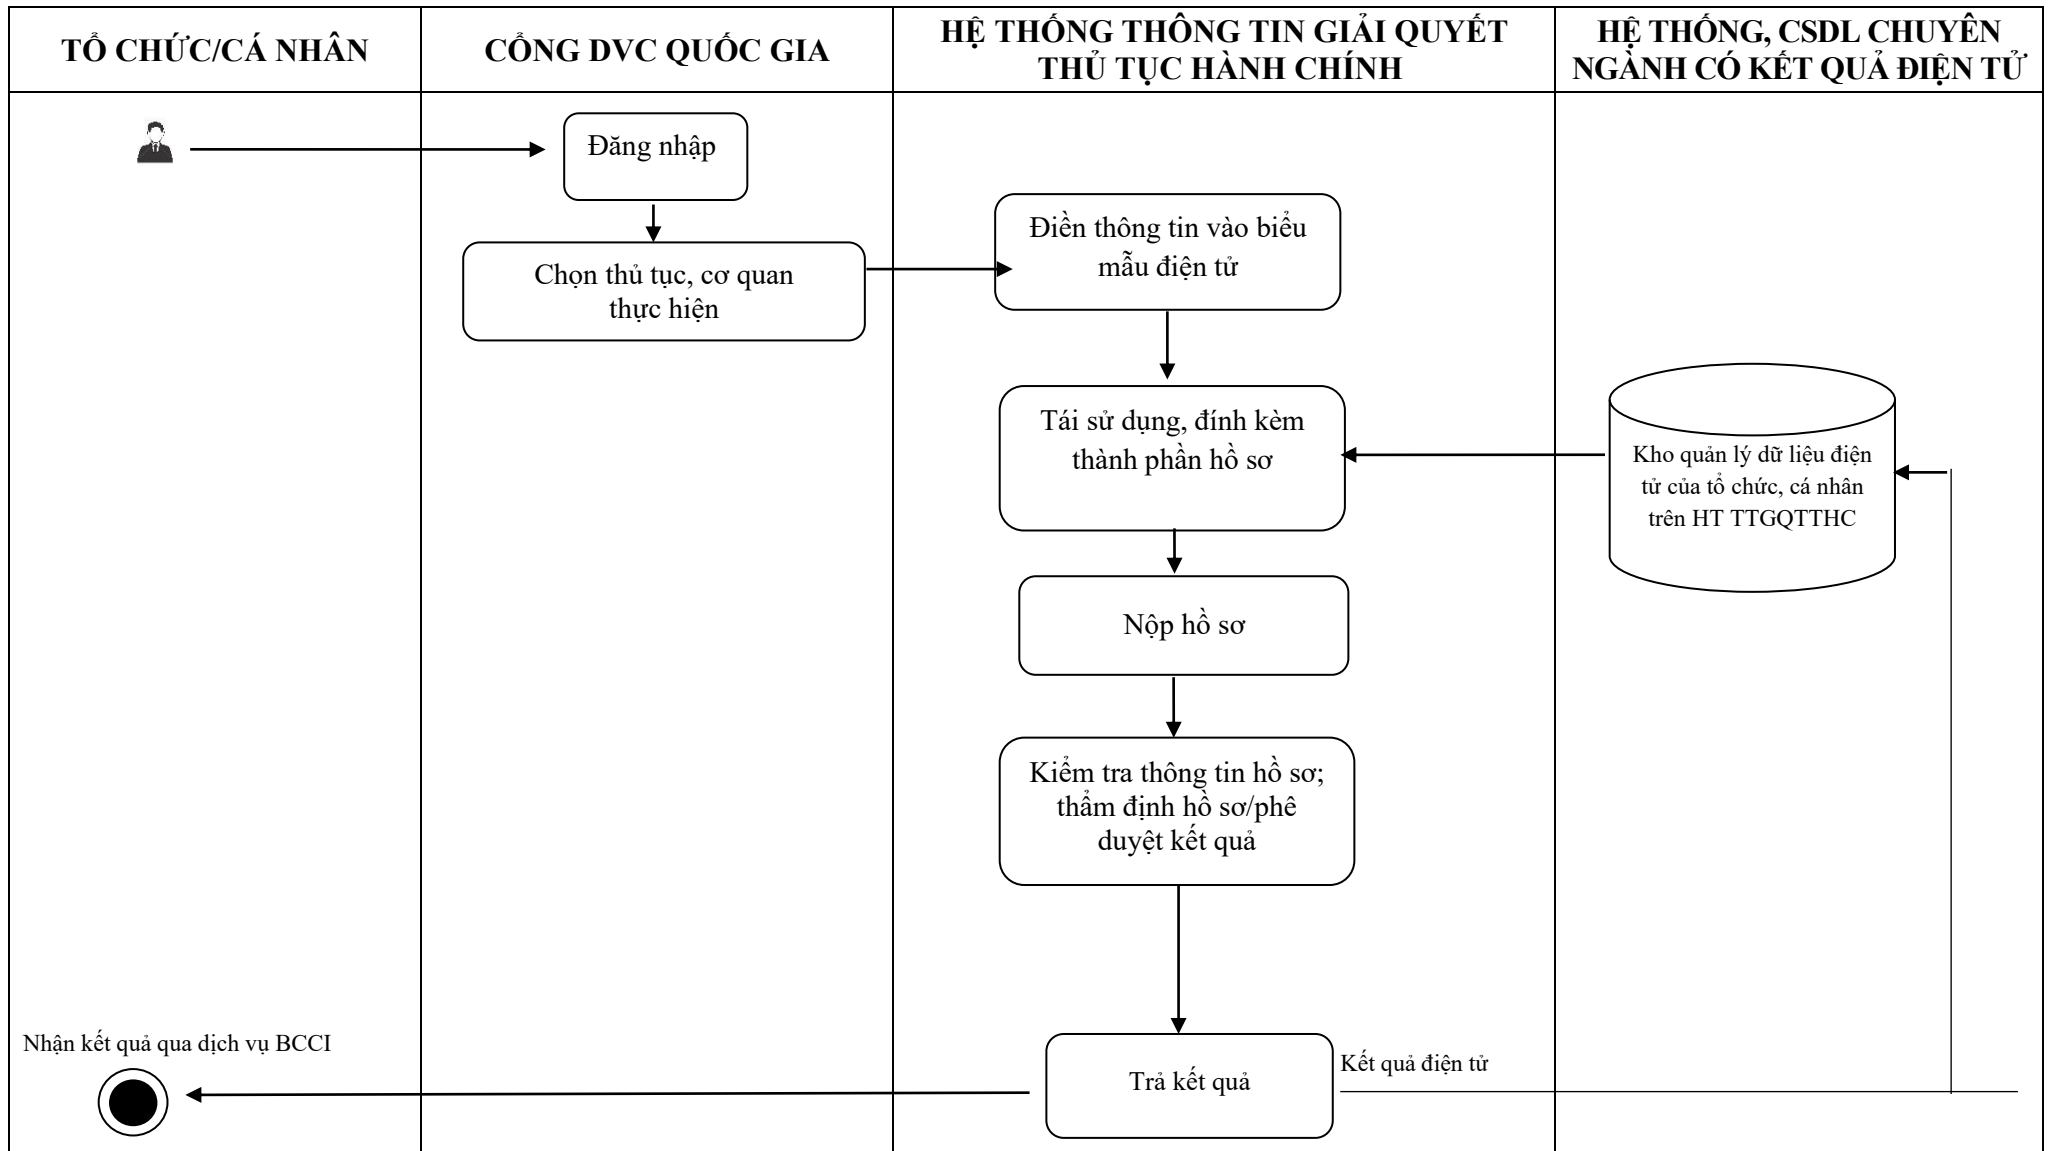 TỔ CHỨC/CÁ NHÂN
CỔNG DVC QUỐC GIA
HỆ THỐNG THÔNG TIN GIẢI QUYẾT
THỦ TỤC HÀNH CHÍNH
HỆ THỐNG, CSDL CHUYÊN
NGÀNH CÓ KẾT QUẢ ĐIỆN TỬ
Đăng nhập
Chọn thủ tục, cơ quan
thực hiện
Điền thông tin vào biểu
mẫu điện tử
Tái sử dụng, đính kèm
thành phần hồ sơ
Kho quản lý dữ liệu điện
tử của tổ chức, cá nhân
trên HT TTGQTTHC
Nộp hồ sơ
Kiểm tra thông tin hồ sơ;
thẩm định hồ sơ/phê
duyệt kết quả
Nhận kết quả qua dịch vụ BCCI
Trả kết quả
Kết quả điện tử